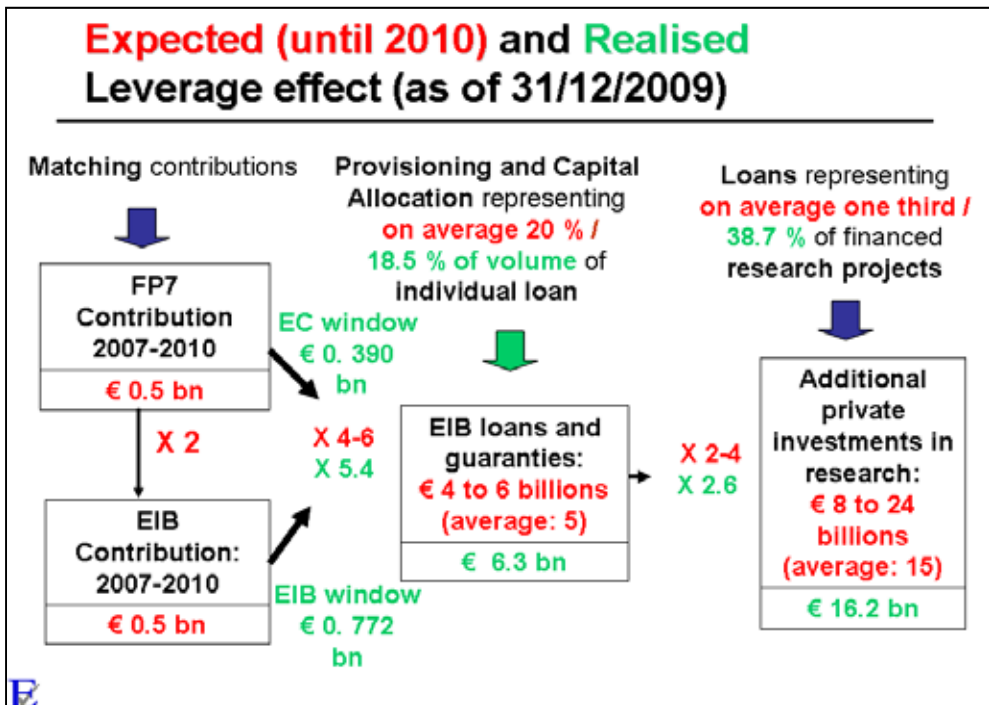 Expected (until 2010) and Realised
Leverage effect (as of 31/12/2009)
Matching contributions
FP7
Contribution
2007-2010
€ 0.5 bn
X 2
EIB
Contribution:
2007-2010
€ 0.5 bn
EC window
€ 0. 390
bn
X 4-6
X 5.4
EIB window
€ 0. 772
bn
Provisioning and Capital
Allocation representing
on average 20 % /
18.5 % of volume of
individual loan
EIB loans and
guaranties:
€ 4 to 6 billions
(average: 5)
€ 6.3 bn
X 2-4
X 2.6
Loans representing
on average one third /
38.7 % of financed
research projects
Additional
private
investments in
research:
€ 8 to 24
billions
(average: 15)
€ 16.2 bn